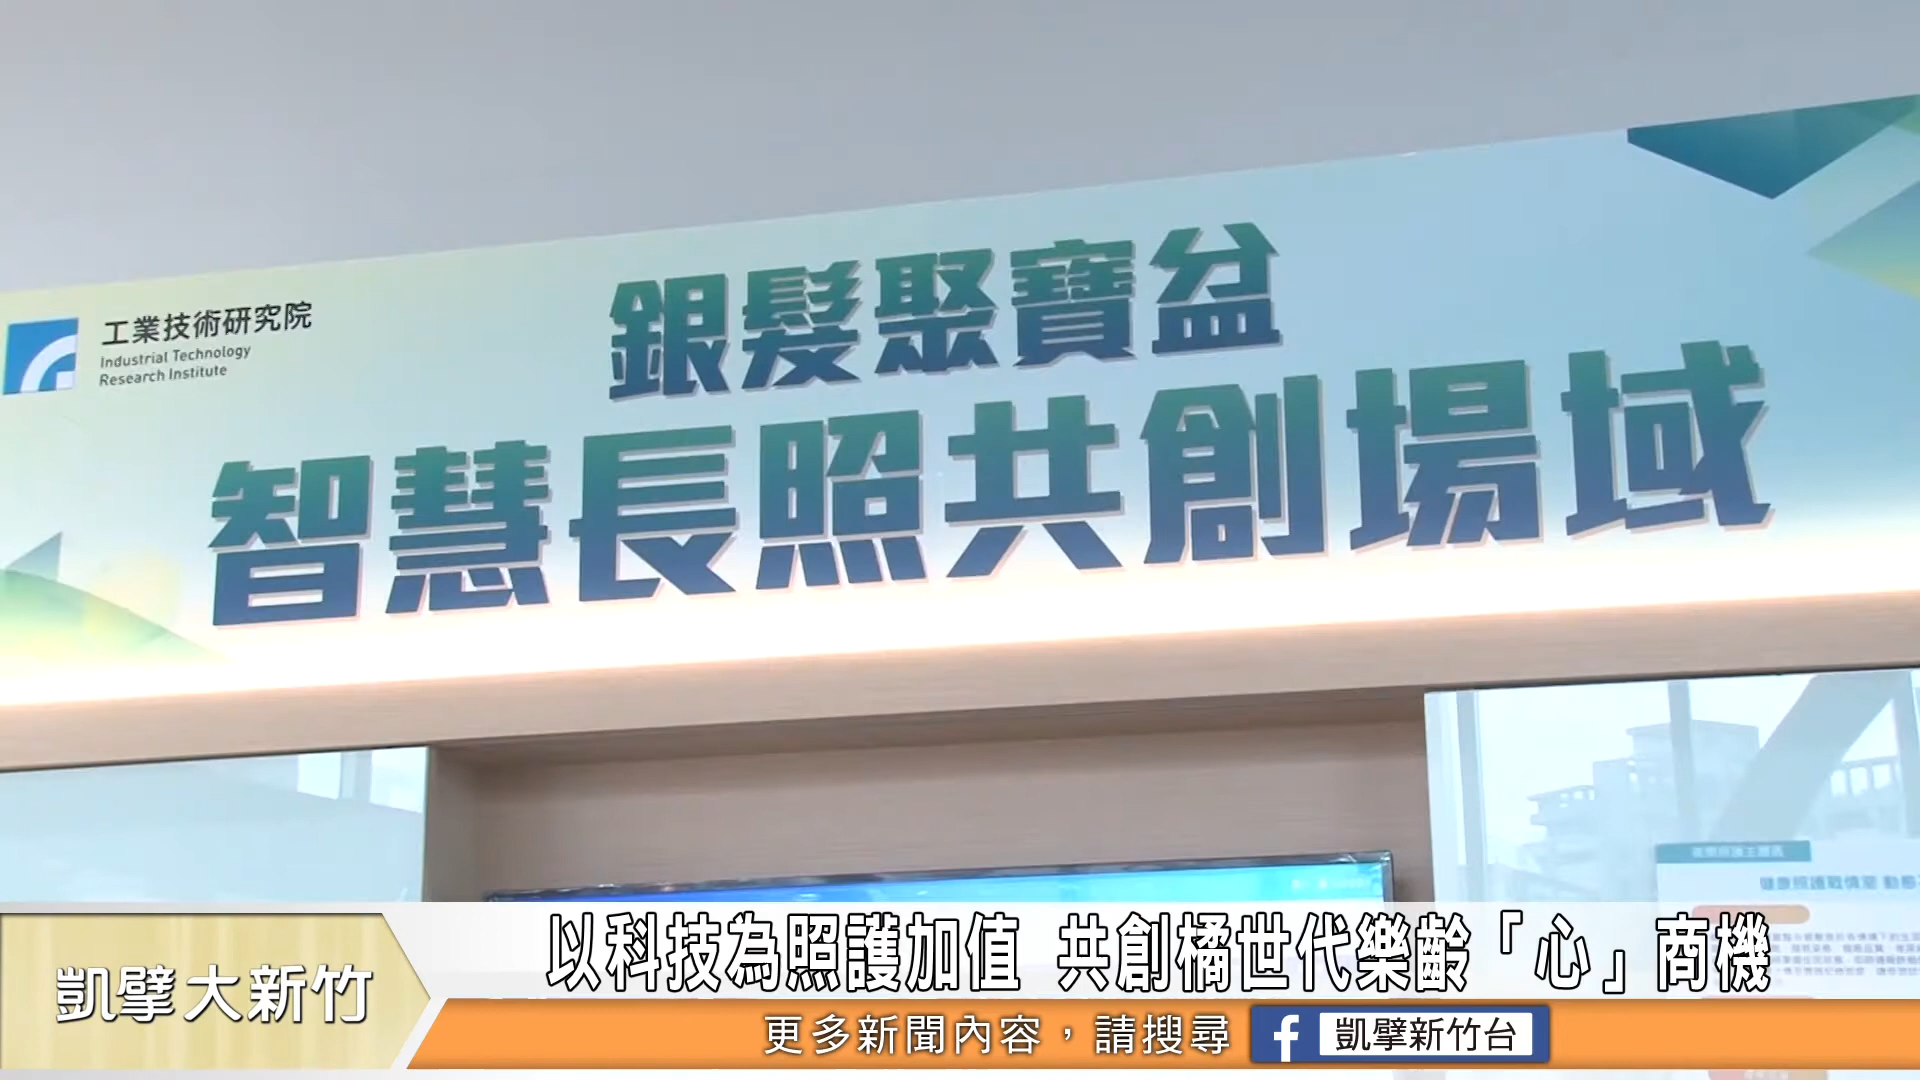 工業技術研究院
Industrial Technology
Research Institute
銀髮聚寶盆
智慧長照共創場域
以科技為照護加值 共創橘世代樂齡「心」商機
凱擘大新竹
更多新聞內容，請搜尋 凱擘新竹台